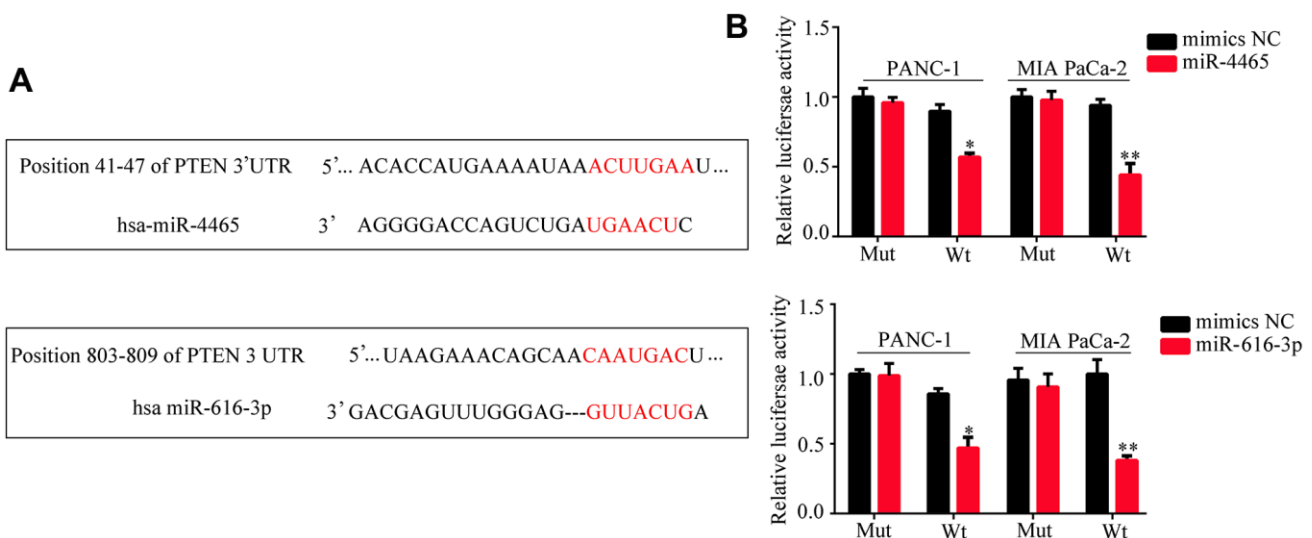 A
Position 41-47 of PTEN 3'UTR 5'... ACACCAUGAAAAUAAACUUGAAU...
hsa-miR-4465 3' AGGGGACCAGUCUGAUGAACUC
Position 803-809 of PTEN 3 UTR 5'...UAAGAAACAGCAACAAUGACU...
hsa miR-616-3p 3' GACGAGUUUGGGAG---GUUACUGA
B
Relative lucifersae activity
1.5
1.0
0.5
0.0
PANC-1 MIA PaCa-2
mimics NC
miR-4465
*
**
Mut Wt Mut Wt
Relative lucifersae activity
1.5
1.0
0.5
0.0
PANC-1 MIA PaCa-2
mimics NC
miR-616-3p
*
**
Mut Wt Mut Wt